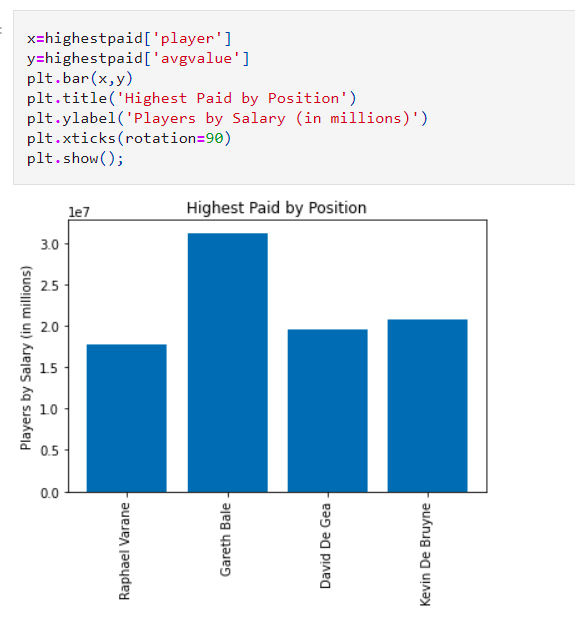 x=highestpaid['player']
y=highestpaid['avgvalue']
plt.bar(x,y)
plt.title('Highest Paid by Position')
plt.ylabel('Players by Salary (in millions)')
plt.xticks(rotation=90)
plt.show();
Highest Paid by Position
1e7
3.0
2.5
2.0
1.5
1.0
0.5
0.0
Players by Salary (in millions)
Raphael Varane
Gareth Bale
David De Gea
Kevin De Bruyne